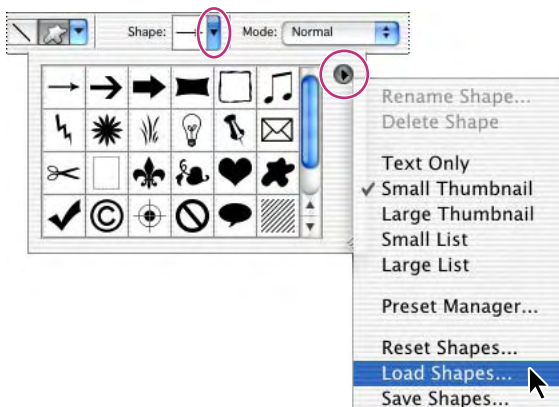 Shape:
Mode: Normal
Rename Shape...
Delete Shape
Text Only
Small Thumbnail
Large Thumbnail
Small List
Large List
Preset Manager...
Reset Shapes...
Load Shapes...
Save Shapes...